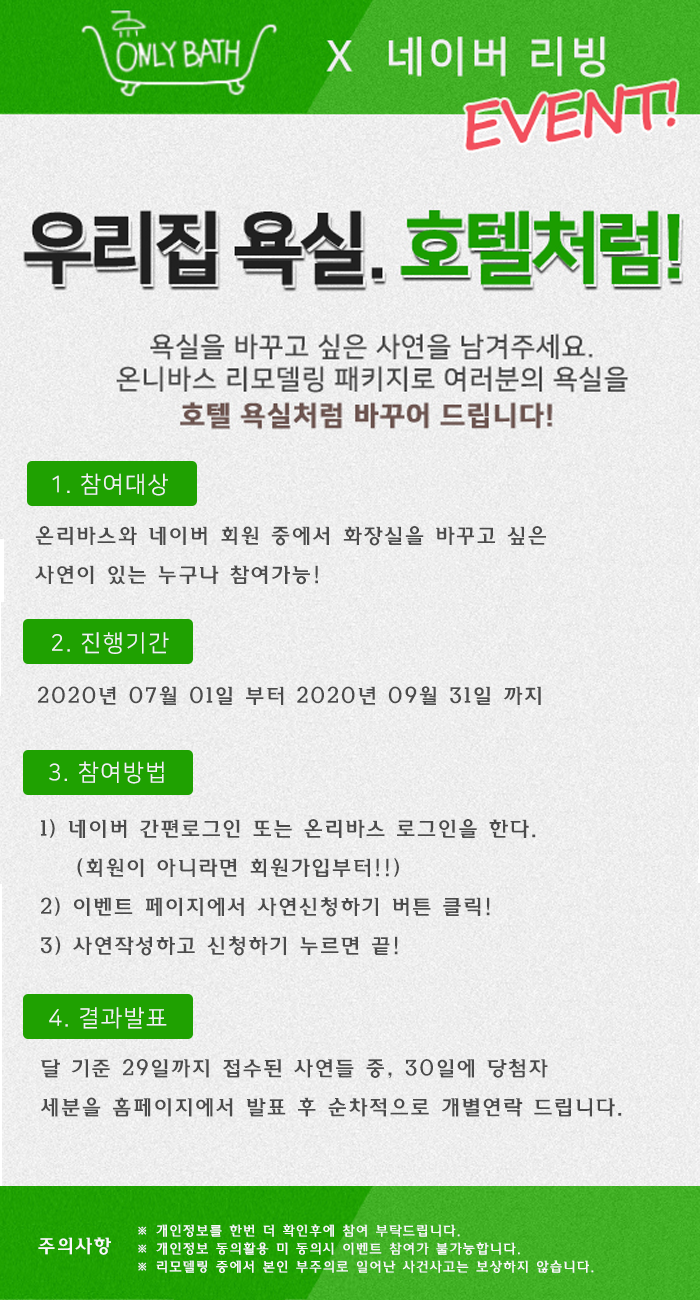 ONLY BATH X 네이버 리빙
EVENT!
우리집 욕실. 호텔처럼!
욕실을 바꾸고 싶은 사연을 남겨주세요.
온니바스 리모델링 패키지로 여러분의 욕실을
호텔 욕실처럼 바꾸어 드립니다!
1. 참여대상
온리바스와 네이버 회원 중에서 화장실을 바꾸고 싶은
사연이 있는 누구나 참여가능!
2. 진행기간
2020년 07월 01일 부터 2020년 09월 31일 까지
3. 참여방법
1) 네이버 간편로그인 또는 온리바스 로그인을 한다.
(회원이 아니라면 회원가입부터!!)
2) 이벤트 페이지에서 사연신청하기 버튼 클릭!
3) 사연작성하고 신청하기 누르면 끝!
4. 결과발표
달 기준 29일까지 접수된 사연들 중, 30일에 당첨자
세분을 홈페이지에서 발표 후 순차적으로 개별연락 드립니다.
주의사항
※ 개인정보를 한번 더 확인후에 참여 부탁드립니다.
※ 개인정보 동의활용 미 동의시 이벤트 참여가 불가능합니다.
※ 리모델링 중에서 본인 부주의로 일어난 사건사고는 보상하지 않습니다.